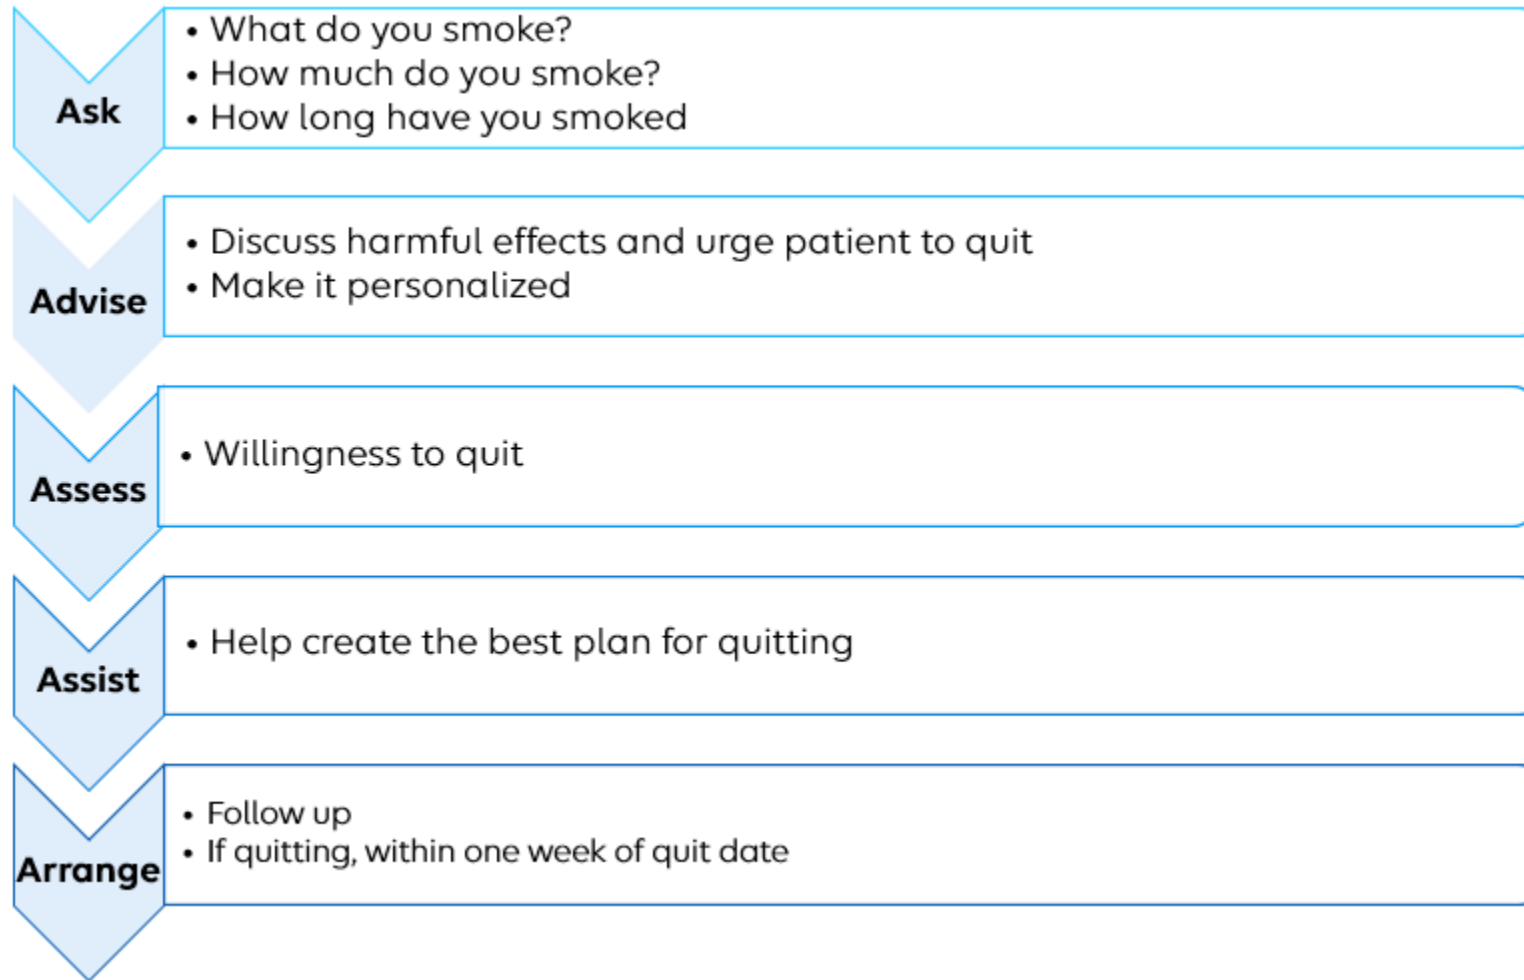 Ask
• What do you smoke?
• How much do you smoke?
• How long have you smoked
Advise
• Discuss harmful effects and urge patient to quit
• Make it personalized
Assess
• Willingness to quit
Assist
• Help create the best plan for quitting
Arrange
• Follow up
• If quitting, within one week of quit date